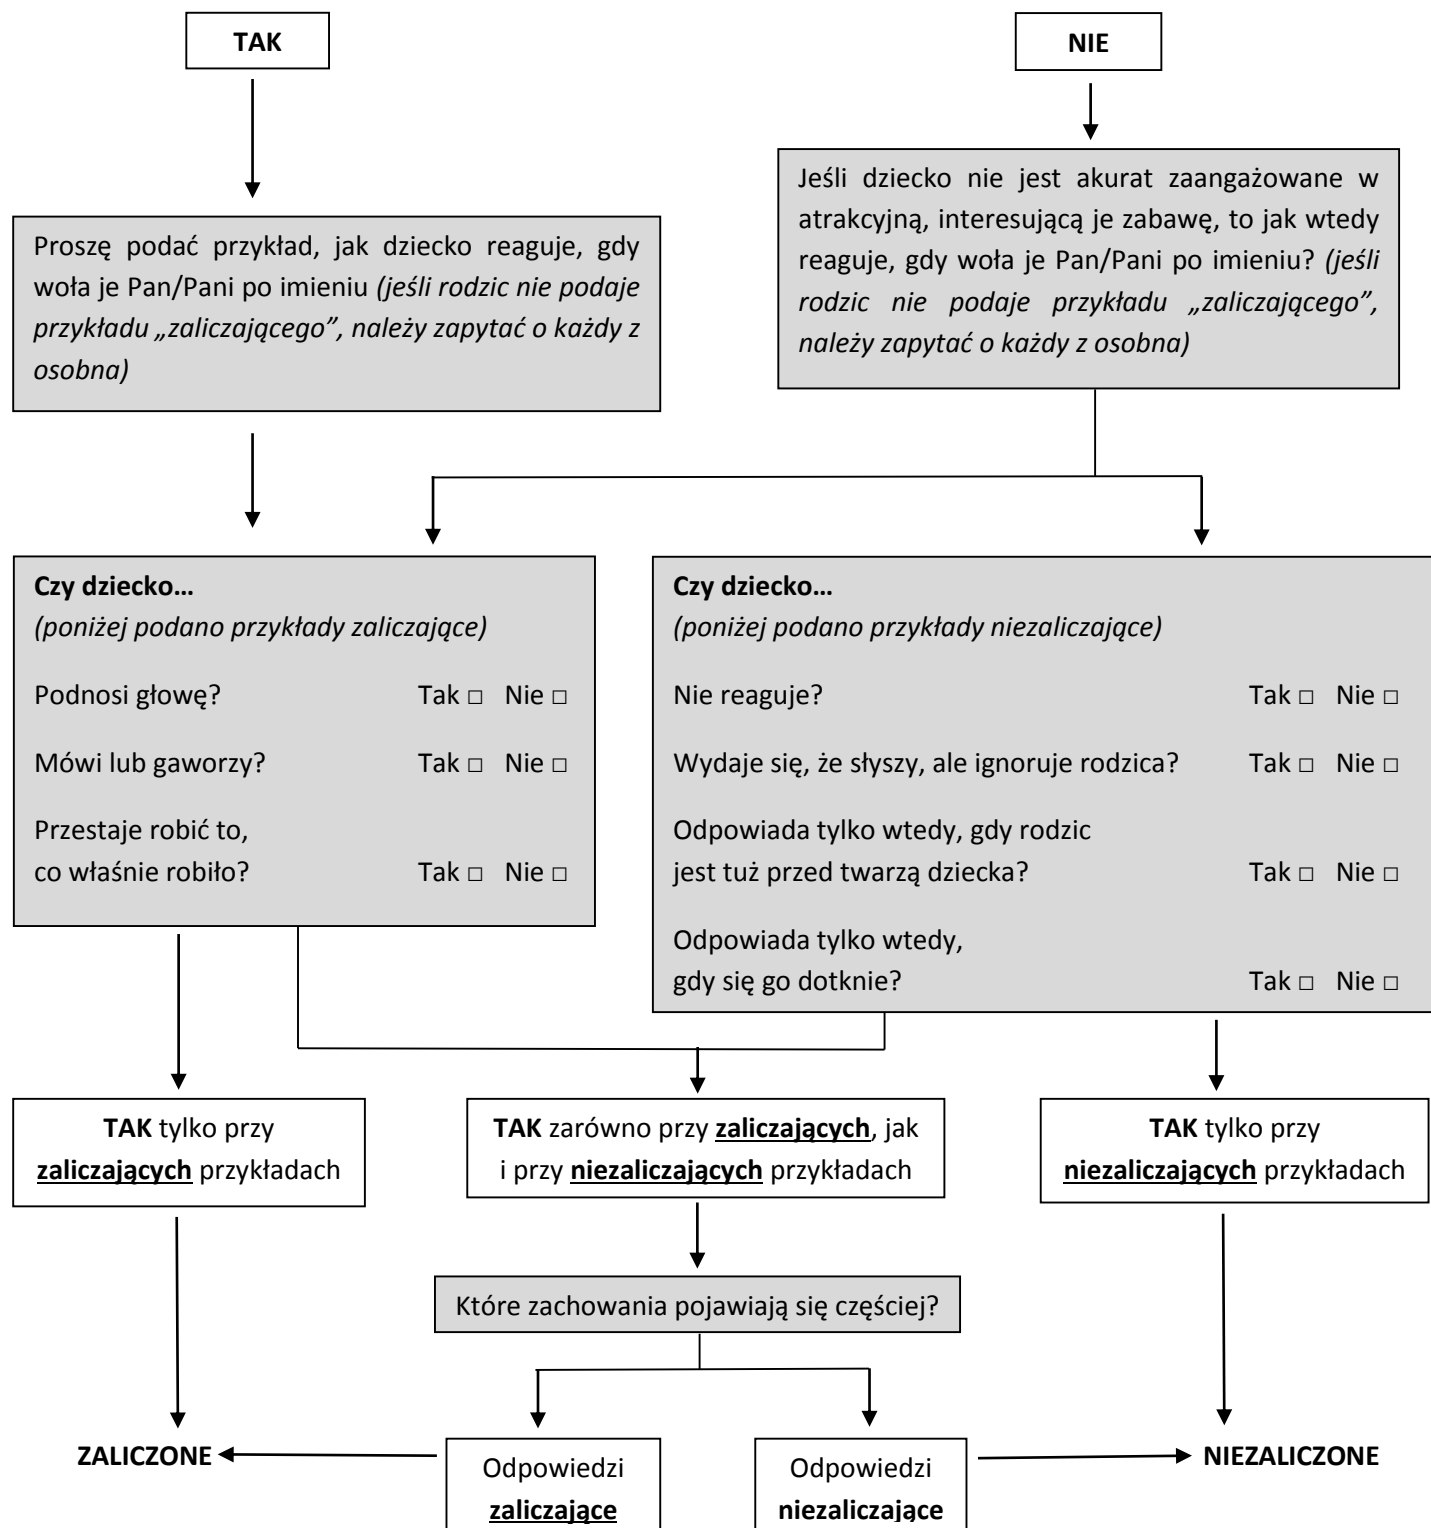 TAK
NIE
Proszę podać przykład, jak dziecko reaguje, gdy
woła je Pan/Pani po imieniu (jeśli rodzic nie podaje
przykładu „zaliczającego”, należy zapytać o każdy z
osobna)
Jeśli dziecko nie jest akurat zaangażowane w
atrakcyjną, interesującą je zabawę, to jak wtedy
reaguje, gdy woła je Pan/Pani po imieniu? (jeśli
rodzic nie podaje przykładu „zaliczającego”,
należy zapytać o każdy z osobna)
Czy dziecko…
(poniżej podano przykłady zaliczające)
Podnosi głowę? Tak □ Nie □
Mówi lub gaworzy? Tak □ Nie □
Przestaje robić to,
co właśnie robiło? Tak □ Nie □
Czy dziecko…
(poniżej podano przykłady niezaliczające)
Nie reaguje? Tak □ Nie □
Wydaje się, że słyszy, ale ignoruje rodzica? Tak □ Nie □
Odpowiada tylko wtedy, gdy rodzic
jest tuż przed twarzą dziecka? Tak □ Nie □
Odpowiada tylko wtedy,
gdy się go dotknie? Tak □ Nie □
TAK tylko przy
zaliczających przykładach
TAK zarówno przy zaliczających, jak
i przy niezaliczających przykładach
TAK tylko przy
niezaliczających przykładach
Które zachowania pojawiają się częściej?
ZALICZONE
Odpowiedzi
zaliczające
Odpowiedzi
niezaliczające
NIEZALICZONE